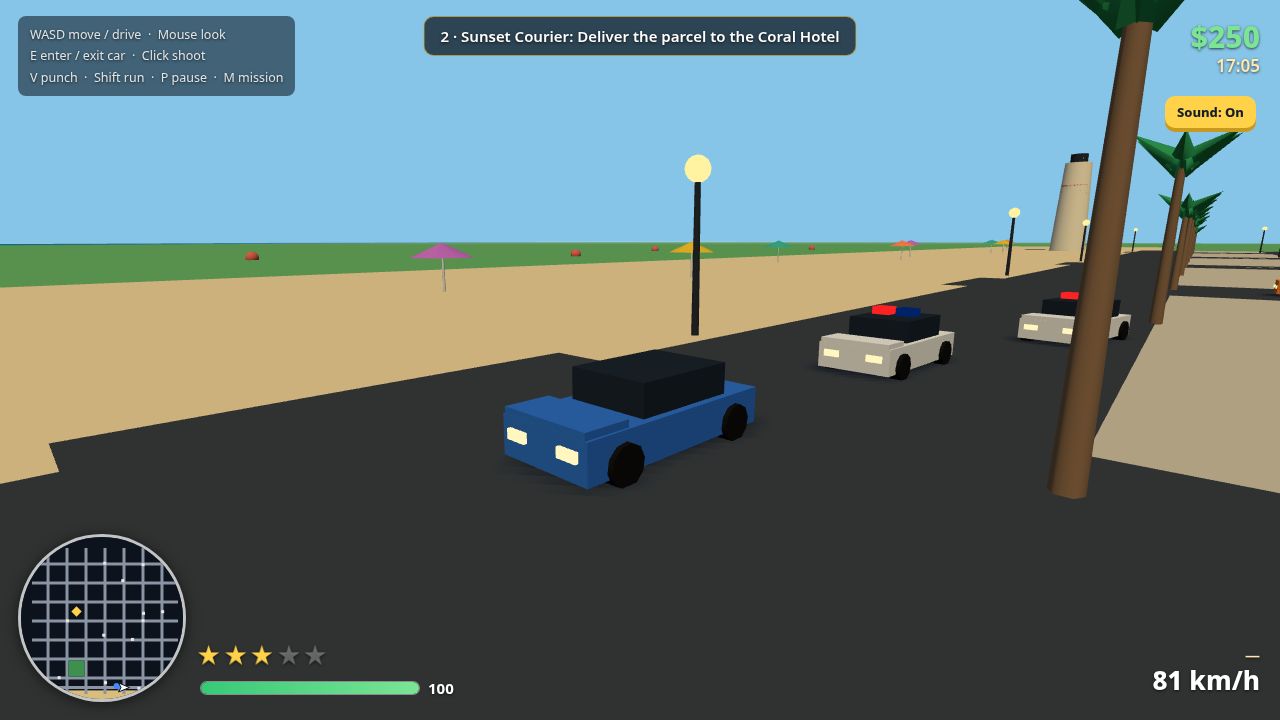 WASD move / drive · Mouse look
E enter / exit car · Click shoot
V punch · Shift run · P pause · M mission
2 · Sunset Courier: Deliver the parcel to the Coral Hotel
$250
17:05
Sound: On
100
—
81 km/h